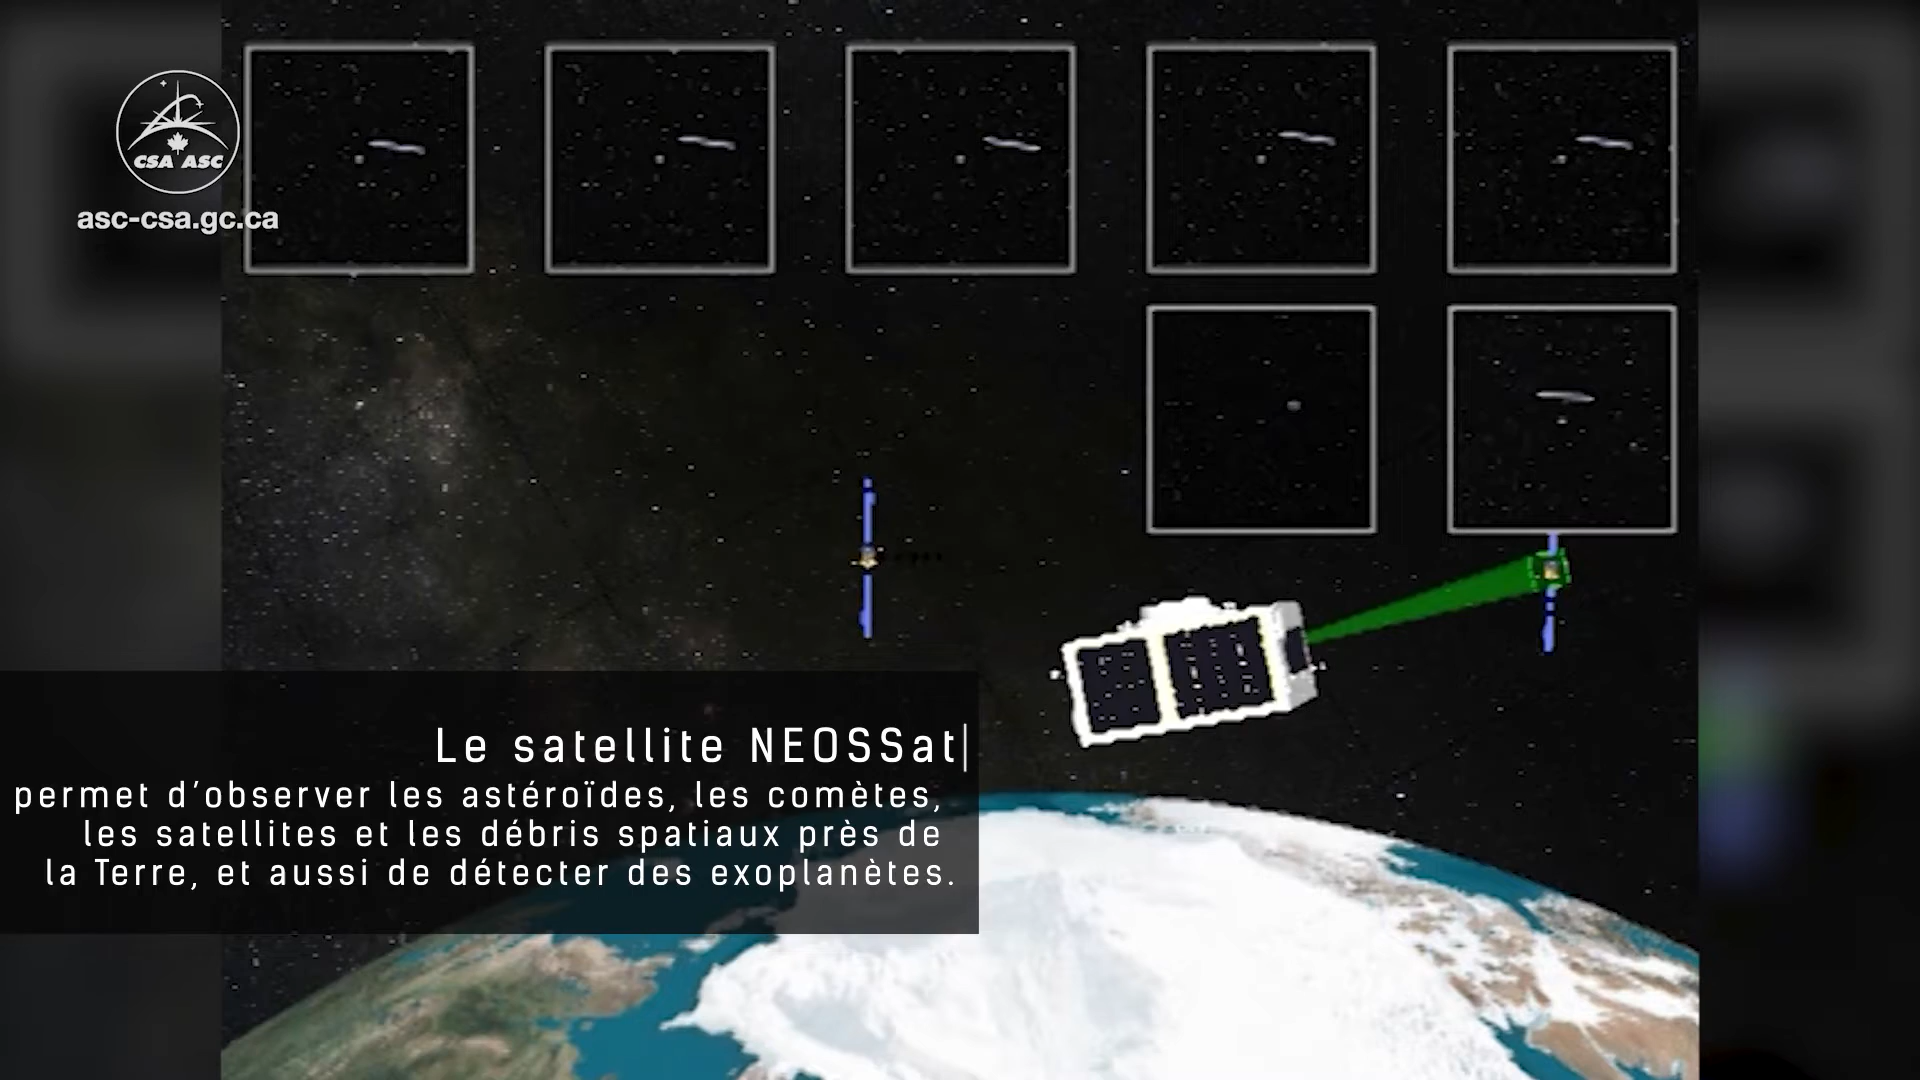 CSA ASC
asc-csa.gc.ca
Le satellite NEOSSat
permet d’observer les astéroïdes, les comètes,
les satellites et les débris spatiaux près de
la Terre, et aussi de détecter des exoplanètes.